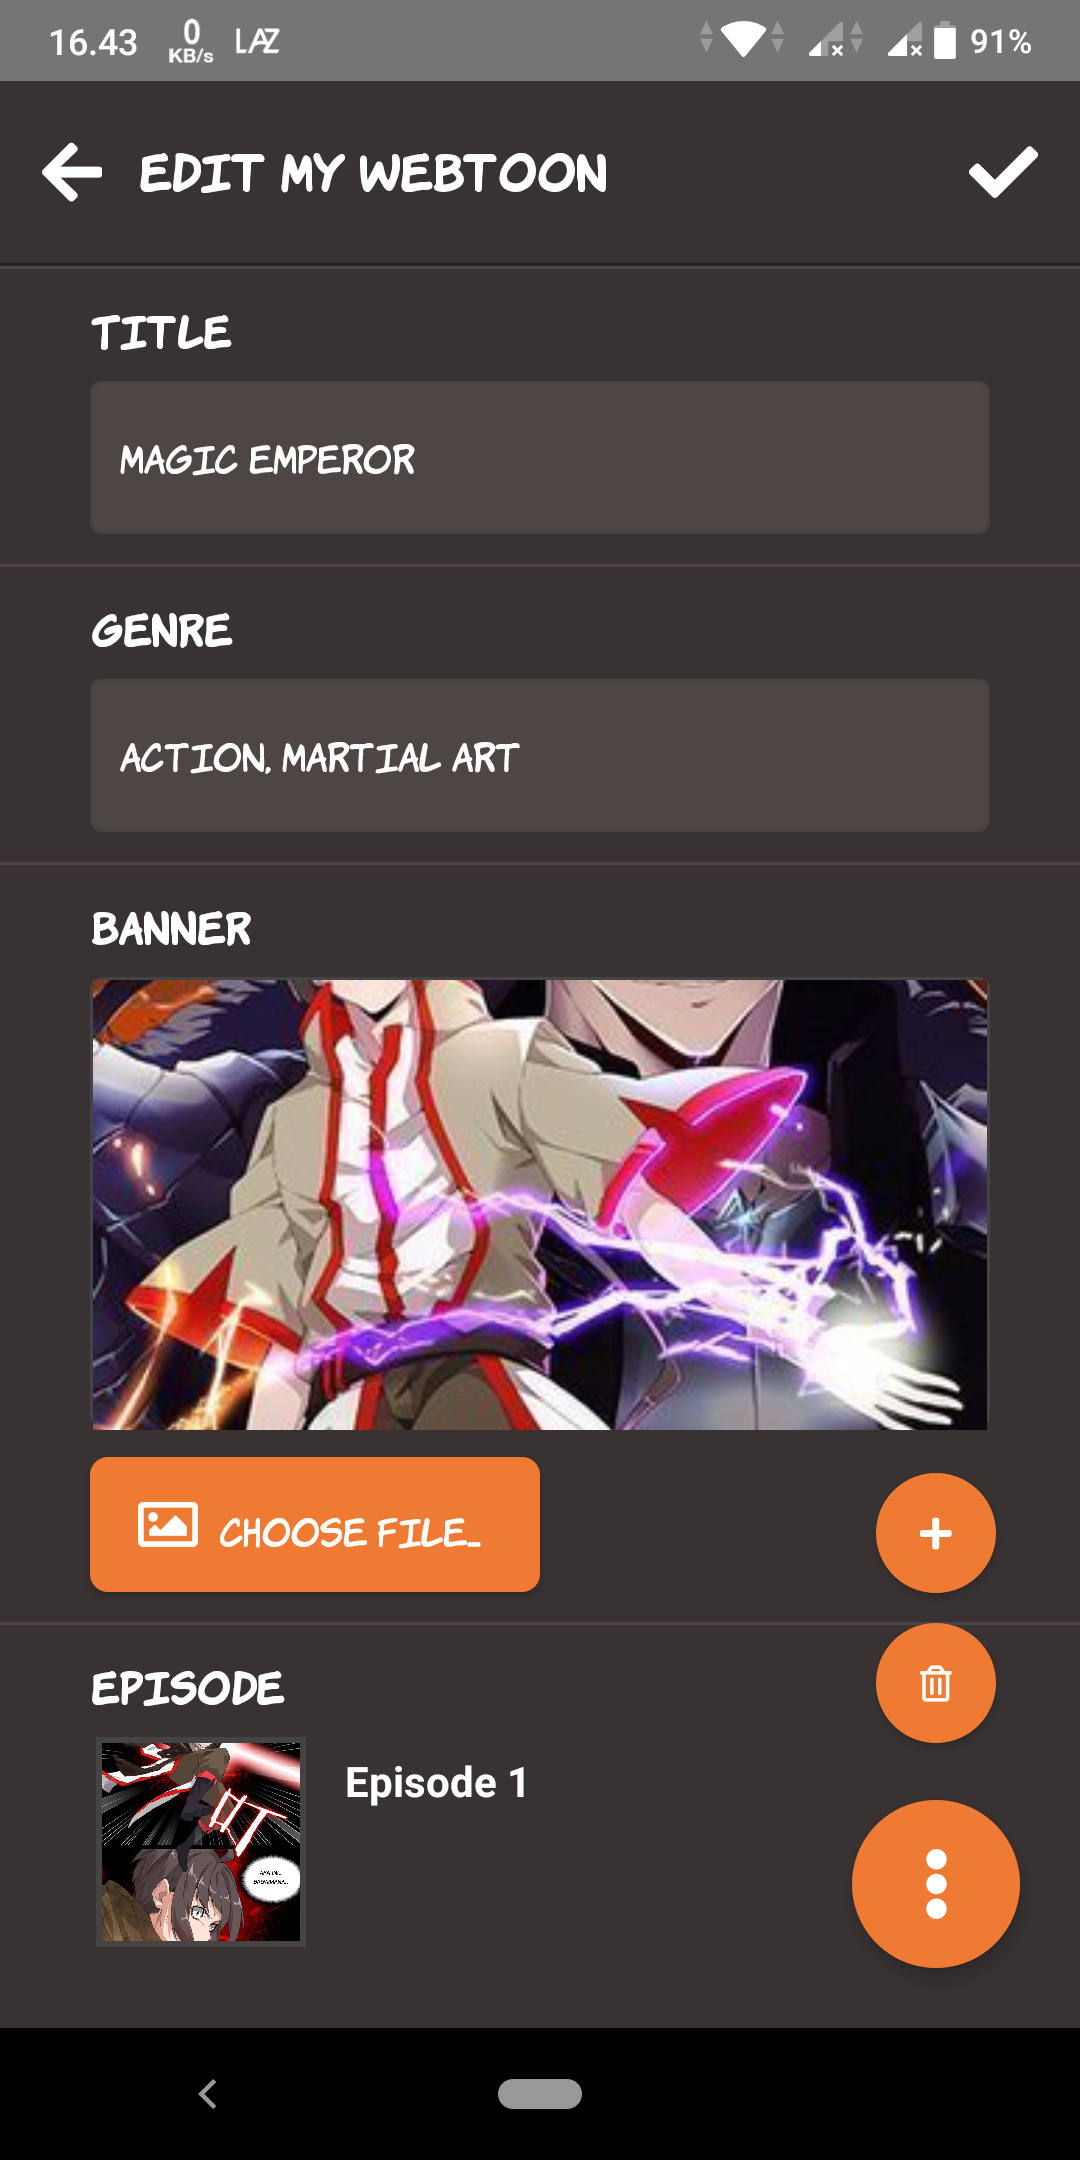 16.43
0
KB/s
LAZ
91%
EDIT MY WEBTOON
TITLE
MAGIC EMPEROR
GENRE
ACTION, MARTIAL ART
BANNER
CHOOSE FILE...
EPISODE
Episode 1